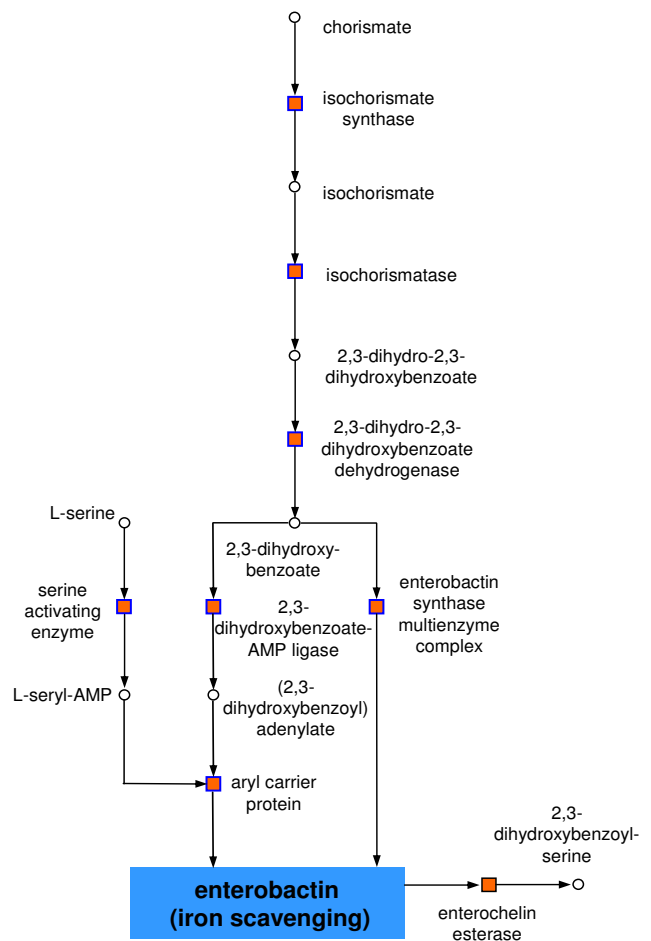 chorismate
isochorismate
synthase
isochorismate
isochorismatase
2,3-dihydro-2,3-
dihydroxybenzoate
2,3-dihydro-2,3-
dihydroxybenzoate
dehydrogenase
L-serine
2,3-dihydroxy-
benzoate
serine
activating
enzyme
2,3-
dihydroxybenzoate-
AMP ligase
enterobactin
synthase
multienzyme
complex
L-seryl-AMP
(2,3-
dihydroxybenzoyl)
adenylate
aryl carrier
protein
2,3-
dihydroxybenzoyl-
serine
enterobactin
(iron scavenging)
enterochelin
esterase